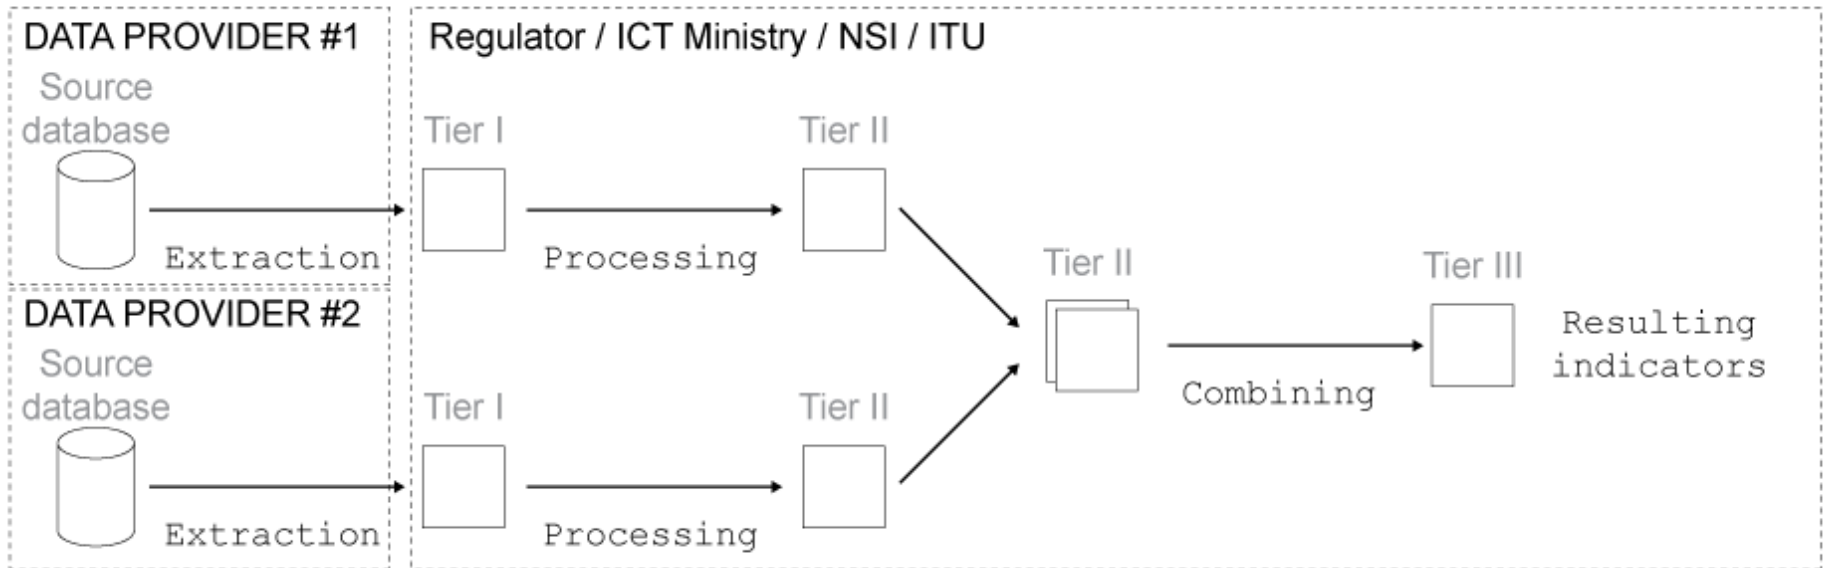 DATA PROVIDER #1
Source
database
Extraction
Regulator / ICT Ministry / NSI / ITU
Tier I
Processing
Tier II
DATA PROVIDER #2
Source
database
Extraction
Tier I
Processing
Tier II
Tier II
Combining
Tier III
Resulting
indicators